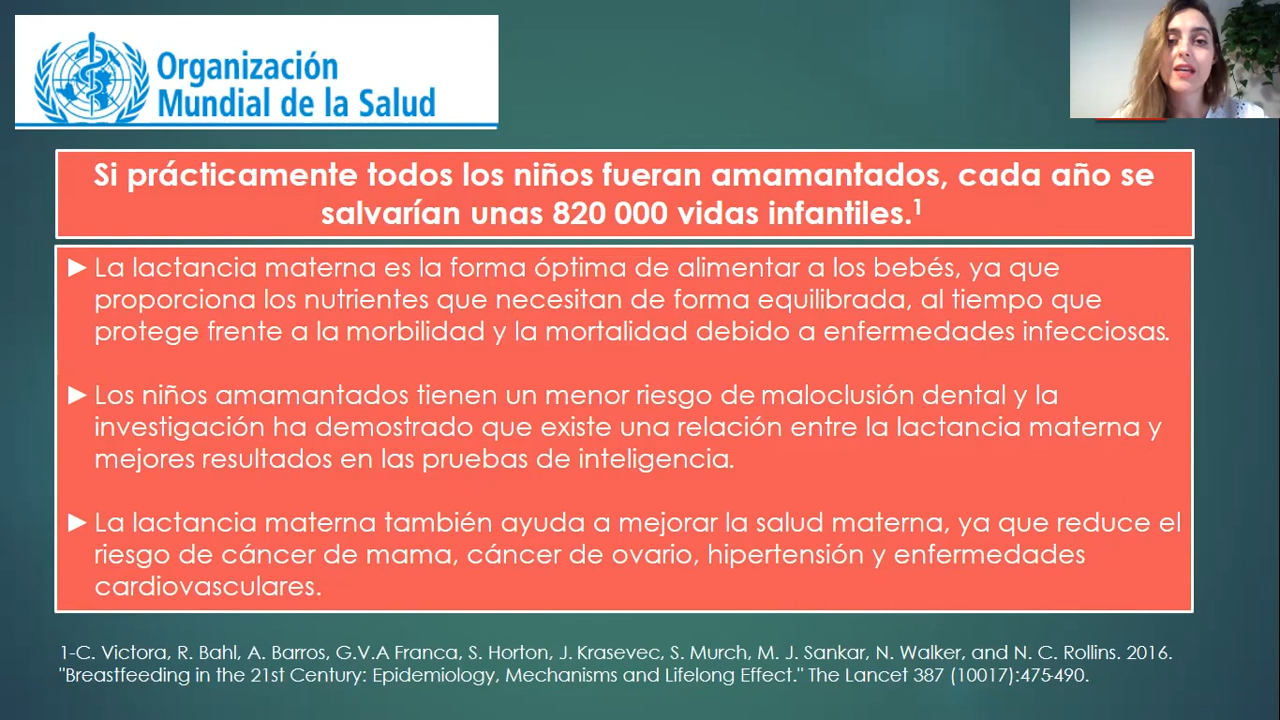 Organización
Mundial de la Salud
Si prácticamente todos los niños fueran amamantados, cada año se
salvarían unas 820 000 vidas infantiles.1
► La lactancia materna es la forma óptima de alimentar a los bebés, ya que
proporciona los nutrientes que necesitan de forma equilibrada, al tiempo que
protege frente a la morbilidad y la mortalidad debido a enfermedades infecciosas.
► Los niños amamantados tienen un menor riesgo de maloclusión dental y la
investigación ha demostrado que existe una relación entre la lactancia materna y
mejores resultados en las pruebas de inteligencia.
► La lactancia materna también ayuda a mejorar la salud materna, ya que reduce el
riesgo de cáncer de mama, cáncer de ovario, hipertensión y enfermedades
cardiovasculares.
1-C. Victora, R. Bahl, A. Barros, G.V.A Franca, S. Horton, J. Krasevec, S. Murch, M. J. Sankar, N. Walker, and N. C. Rollins. 2016.
"Breastfeeding in the 21st Century: Epidemiology, Mechanisms and Lifelong Effect." The Lancet 387 (10017):475-490.